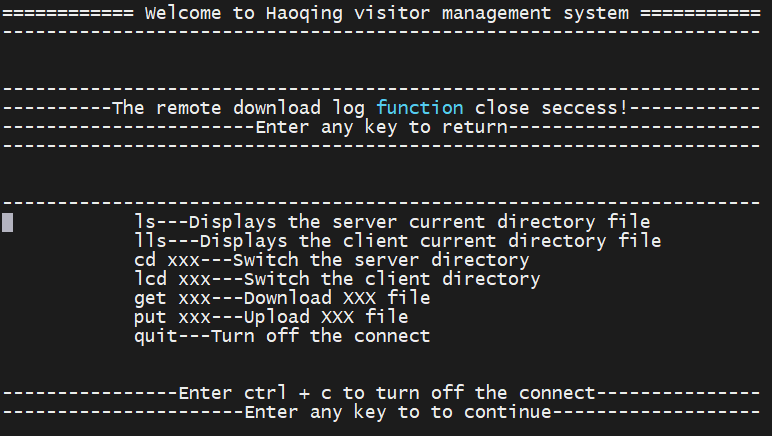 ============ Welcome to Haoqing visitor management system ===========
---------------------------------------------------------------------
---------------------------------------------------------------------
----------The remote download log function close seccess!------------
-----------------------Enter any key to return-----------------------
---------------------------------------------------------------------
---------------------------------------------------------------------
ls---Displays the server current directory file
lls---Displays the client current directory file
cd xxx---Switch the server directory
lcd xxx---Switch the client directory
get xxx---Download XXX file
put xxx---Upload XXX file
quit---Turn off the connect
----------------Enter ctrl + c to turn off the connect---------------
----------------------Enter any key to to continue-------------------